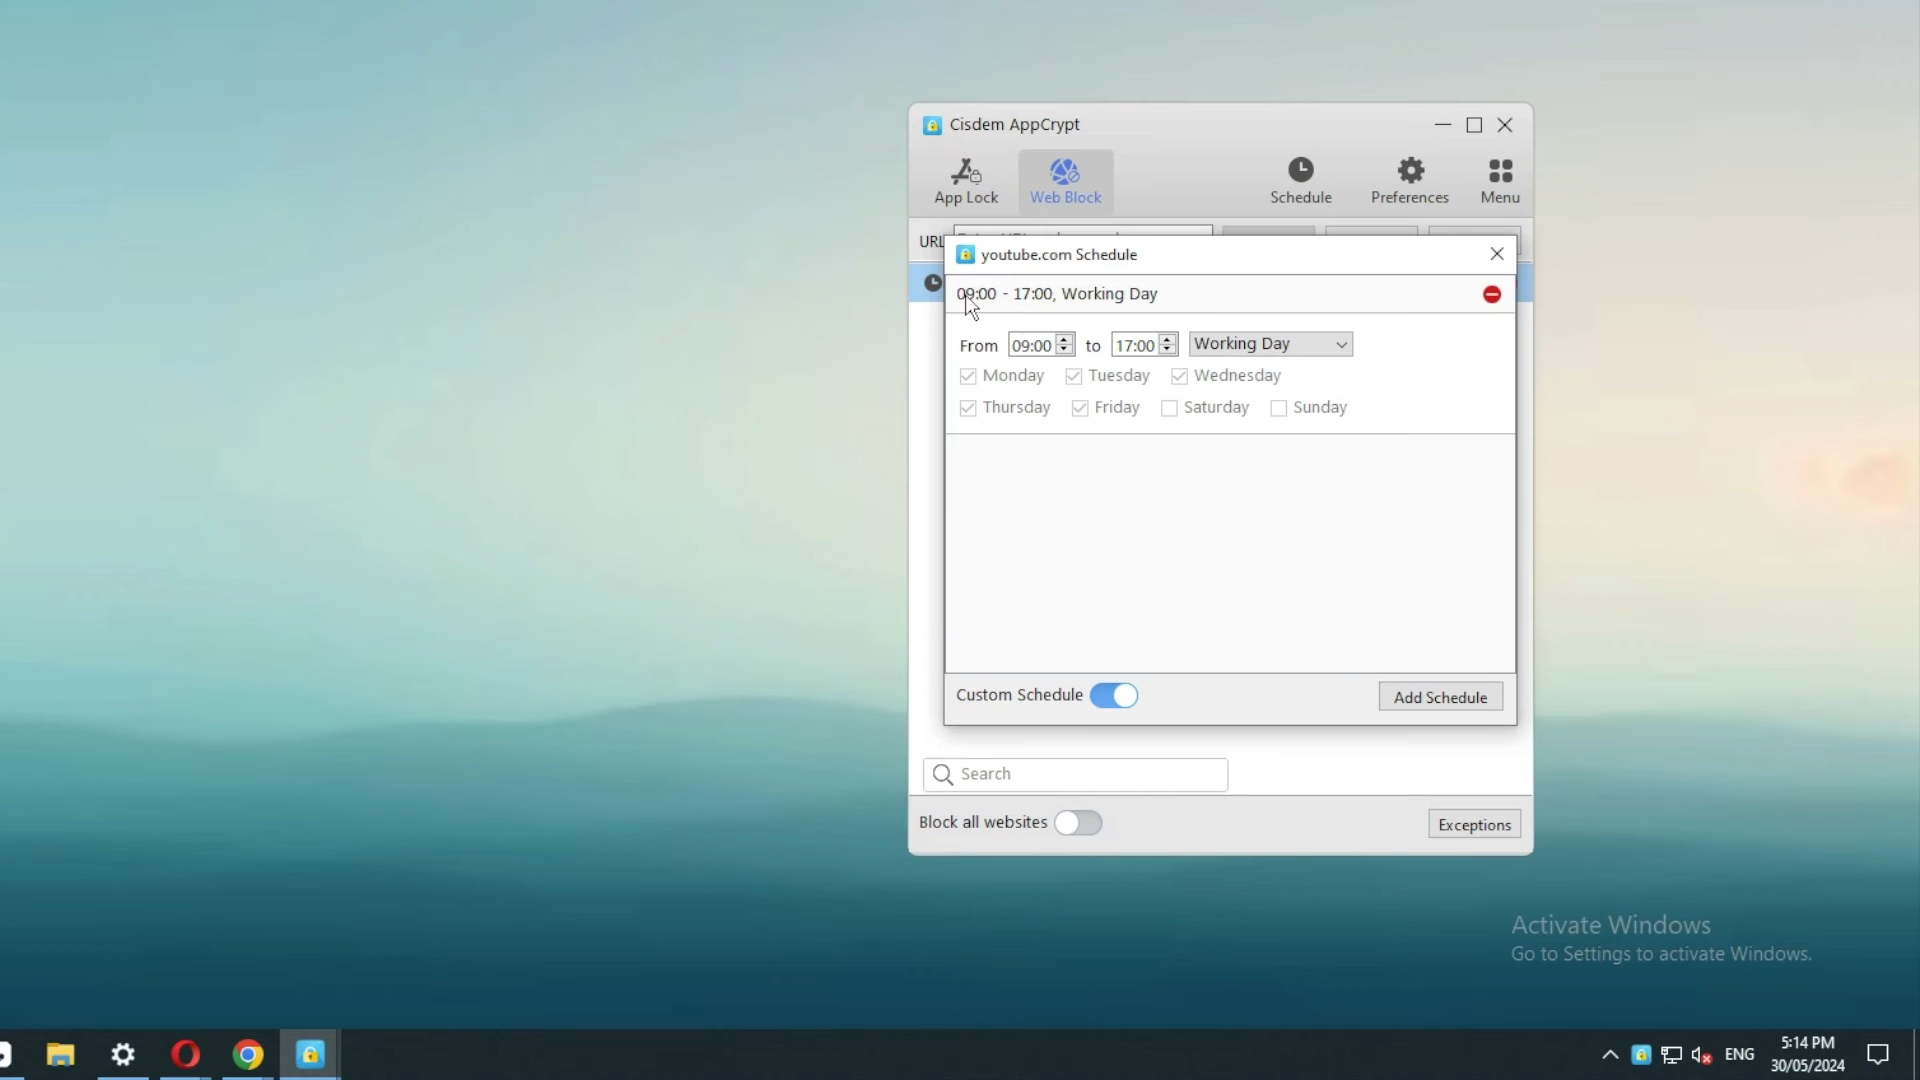 Cisdem AppCrypt
App Lock
Web Block
Schedule
Preferences
Menu
URL
youtube.com Schedule
09:00 - 17:00, Working Day
From 09:00 to 17:00 Working Day
Monday Tuesday Wednesday
Thursday Friday Saturday Sunday
Custom Schedule
Add Schedule
Search
Block all websites
Exceptions
Activate Windows
Go to Settings to activate Windows.
ENG
5:14 PM
30/05/2024